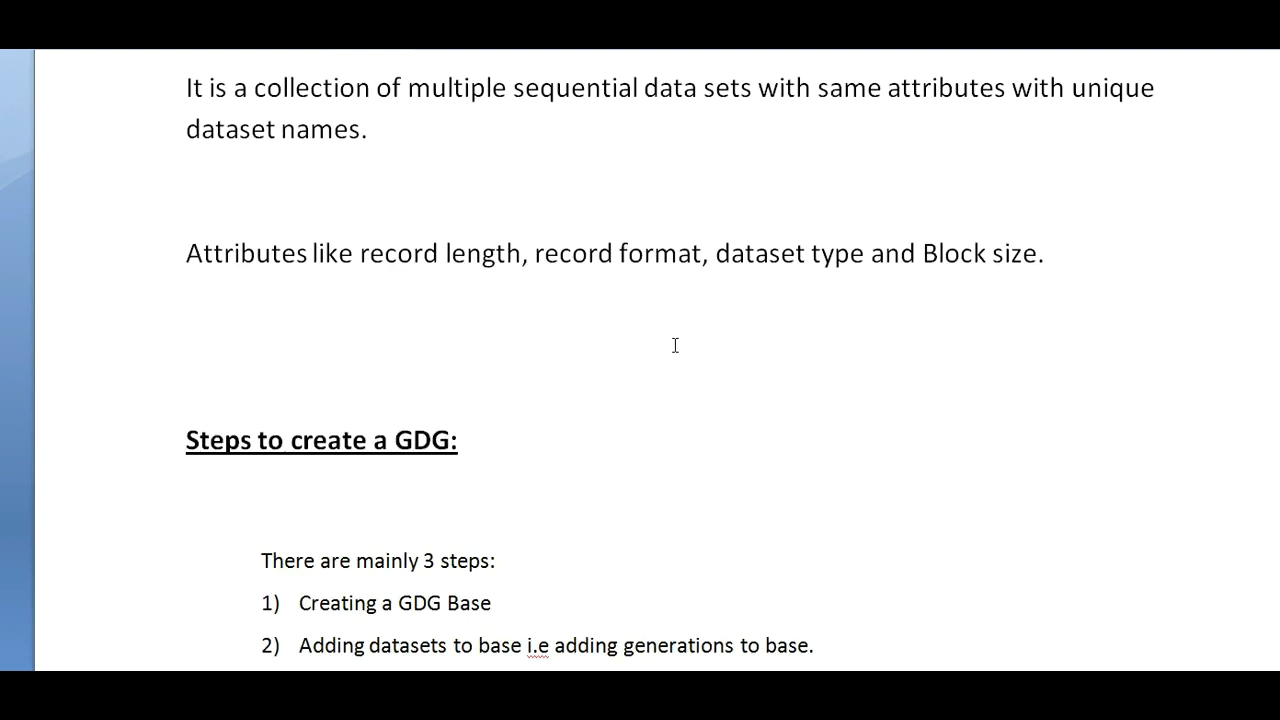 It is a collection of multiple sequential data sets with same attributes with unique
dataset names.
Attributes like record length, record format, dataset type and Block size.
Steps to create a GDG:
There are mainly 3 steps:
1) Creating a GDG Base
2) Adding datasets to base i.e adding generations to base.